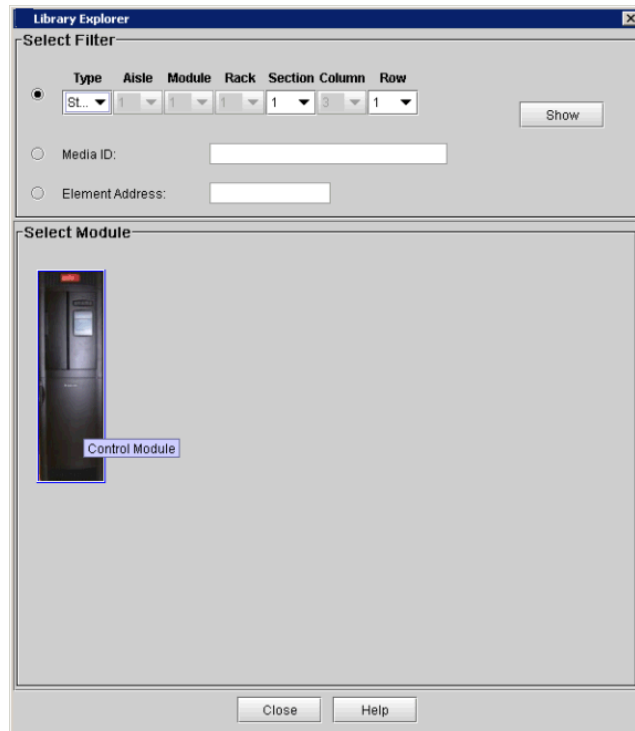 Library Explorer
Select Filter
Type Aisle Module Rack Section Column Row
St... 1 1 1 1 3 1
Show
Media ID:
Element Address:
Select Module
Control Module
Close Help